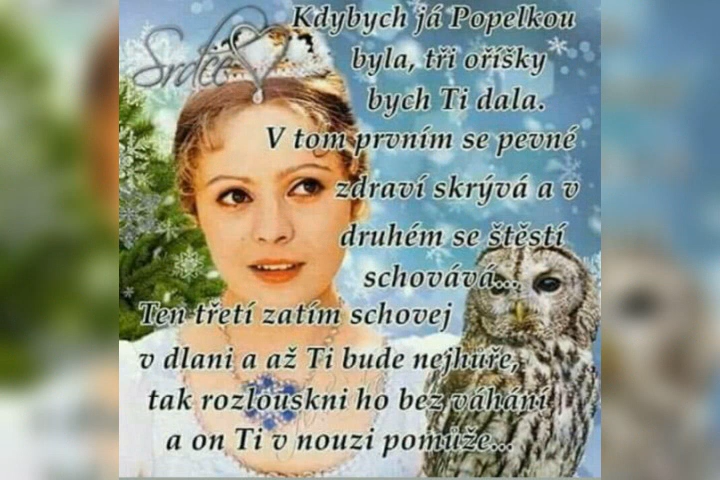 Srdce
Kdybych já Popelkou
byla, tři oříšky
bych Ti dala.
V tom prvním se pevné
zdraví skrývá a v
druhém se štěstí
schovává...
Ten třetí zatím schovej
v dlani a až Ti bude nejhůře,
tak rozlouskni ho bez váhání
a on Ti v nouzi pomůže...